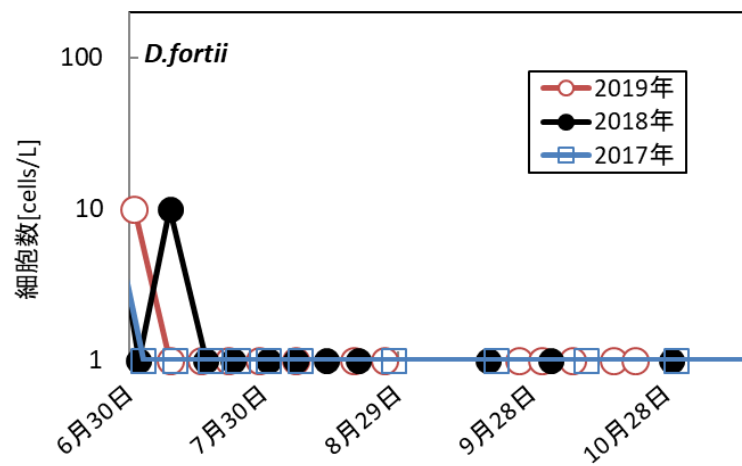 100
D.fortii
2019年
2018年
2017年
10
1
細胞数[cells/L]
6月30日
7月30日
8月29日
9月28日
10月28日